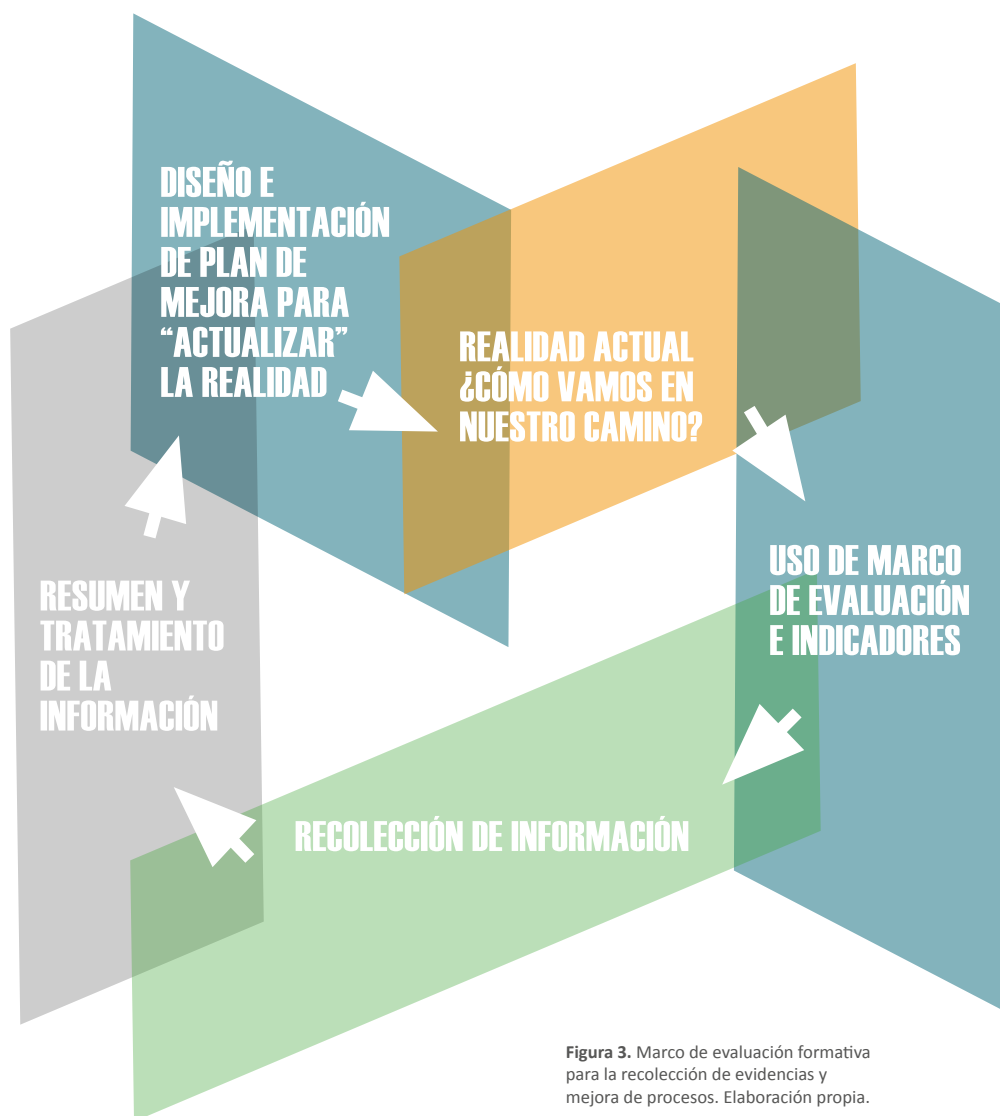 DISEÑO E
IMPLEMENTACIÓN
DE PLAN DE
MEJORA PARA
“ACTUALIZAR”
LA REALIDAD
REALIDAD ACTUAL
¿CÓMO VAMOS EN
NUESTRO CAMINO?
USO DE MARCO
DE EVALUACIÓN
E INDICADORES
RECOLECCIÓN DE INFORMACIÓN
RESUMEN Y
TRATAMIENTO
DE LA
INFORMACIÓN
Figura 3. Marco de evaluación formativa
para la recolección de evidencias y
mejora de procesos. Elaboración propia.